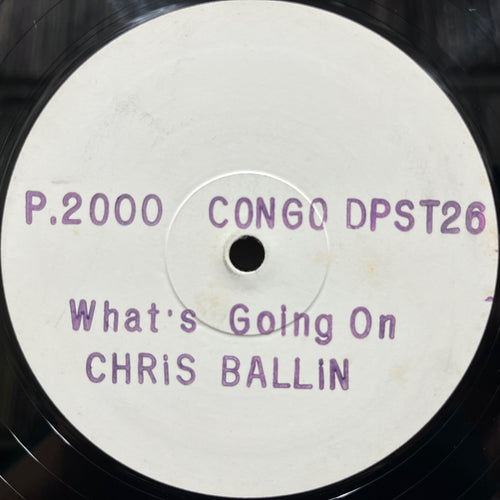 P.2000 CONGO DPST26
What's Going On
CHRiS BALLiN